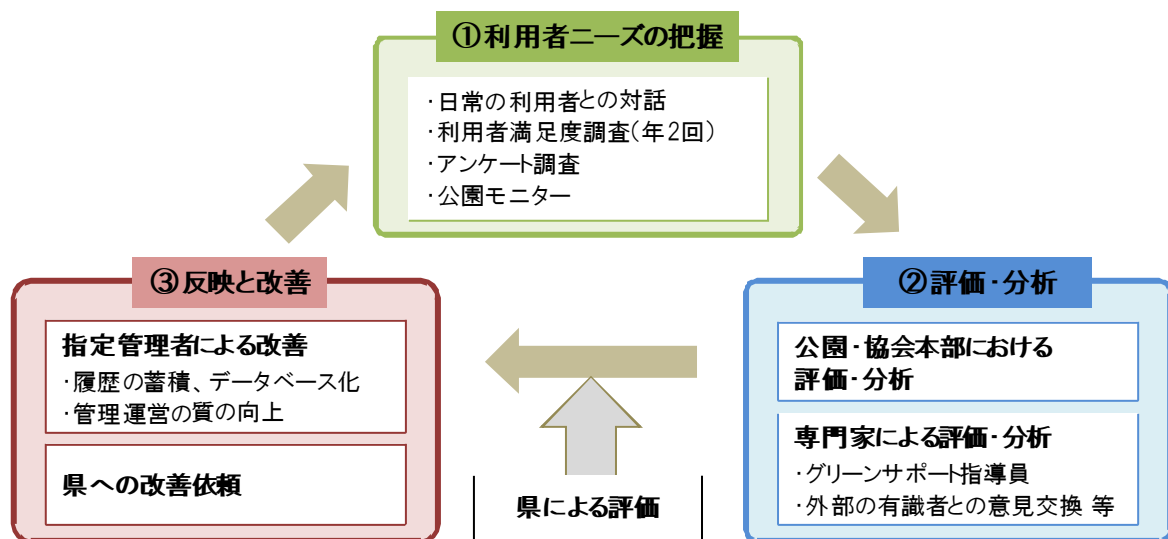 ①利用者ニーズの把握
・日常の利用者との対話
・利用者満足度調査(年2回)
・アンケート調査
・公園モニター
②評価・分析
公園・協会本部における
評価・分析
専門家による評価・分析
・グリーンサポート指導員
・外部の有識者との意見交換 等
③反映と改善
指定管理者による改善
・履歴の蓄積、データベース化
・管理運営の質の向上
県への改善依頼
県による評価